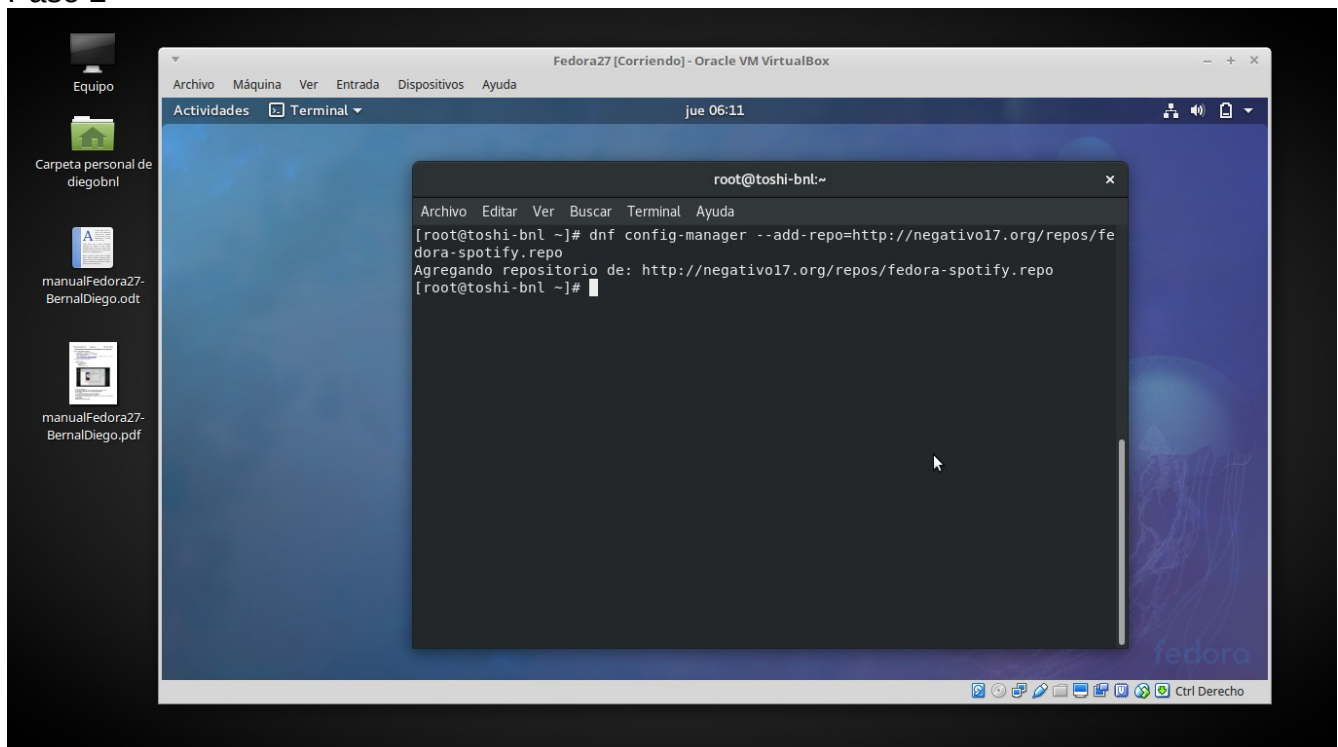 Equipo
Carpeta personal de
diegobnl
manualFedora27-
BernalDiego.odt
manualFedora27-
BernalDiego.pdf
Fedora27 [Corriendo] - Oracle VM VirtualBox
Archivo Máquina Ver Entrada Dispositivos Ayuda
Actividades Terminal jue 06:11
root@toshi-bnl:~
Archivo Editar Ver Buscar Terminal Ayuda
[root@toshi-bnl ~]# dnf config-manager --add-repo=http://negativo17.org/repos/fe
dora-spotify.repo
Agregando repositorio de: http://negativo17.org/repos/fedora-spotify.repo
[root@toshi-bnl ~]#
fedora
Ctrl Derecho